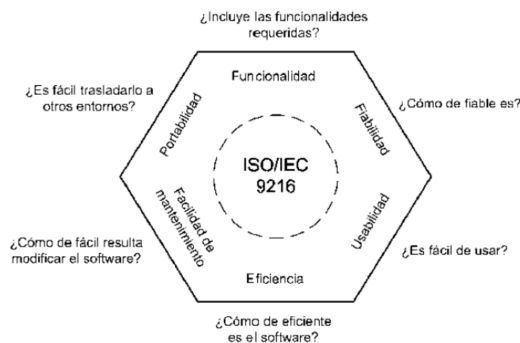 ¿Incluye las funcionalidades
requeridas?
Funcionalidad
¿Es fácil trasladarlo a
otros entornos?
Portabilidad
Fiabilidad
¿Cómo de fiable es?
ISO/IEC
9216
¿Cómo de fácil resulta
modificar el software?
Facilidad de
mantenimiento
Usabilidad
¿Es fácil de usar?
Eficiencia
¿Cómo de eficiente
es el software?